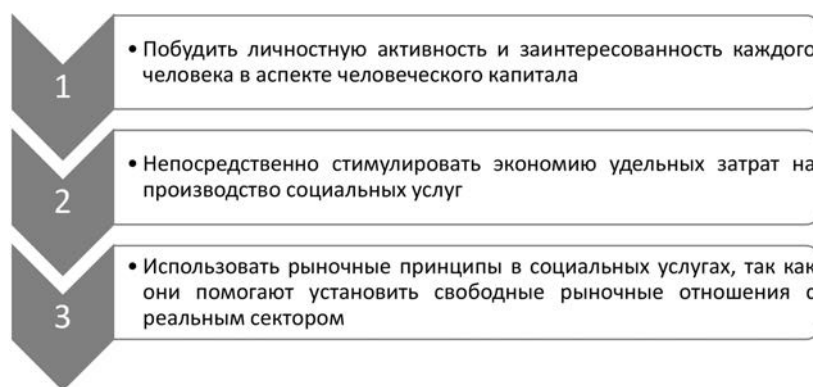 1
• Побудить личностную активность и заинтересованность каждого
человека в аспекте человеческого капитала
2
• Непосредственно стимулировать экономию удельных затрат на
производство социальных услуг
3
• Использовать рыночные принципы в социальных услугах, так как
они помогают установить свободные рыночные отношения с
реальным сектором